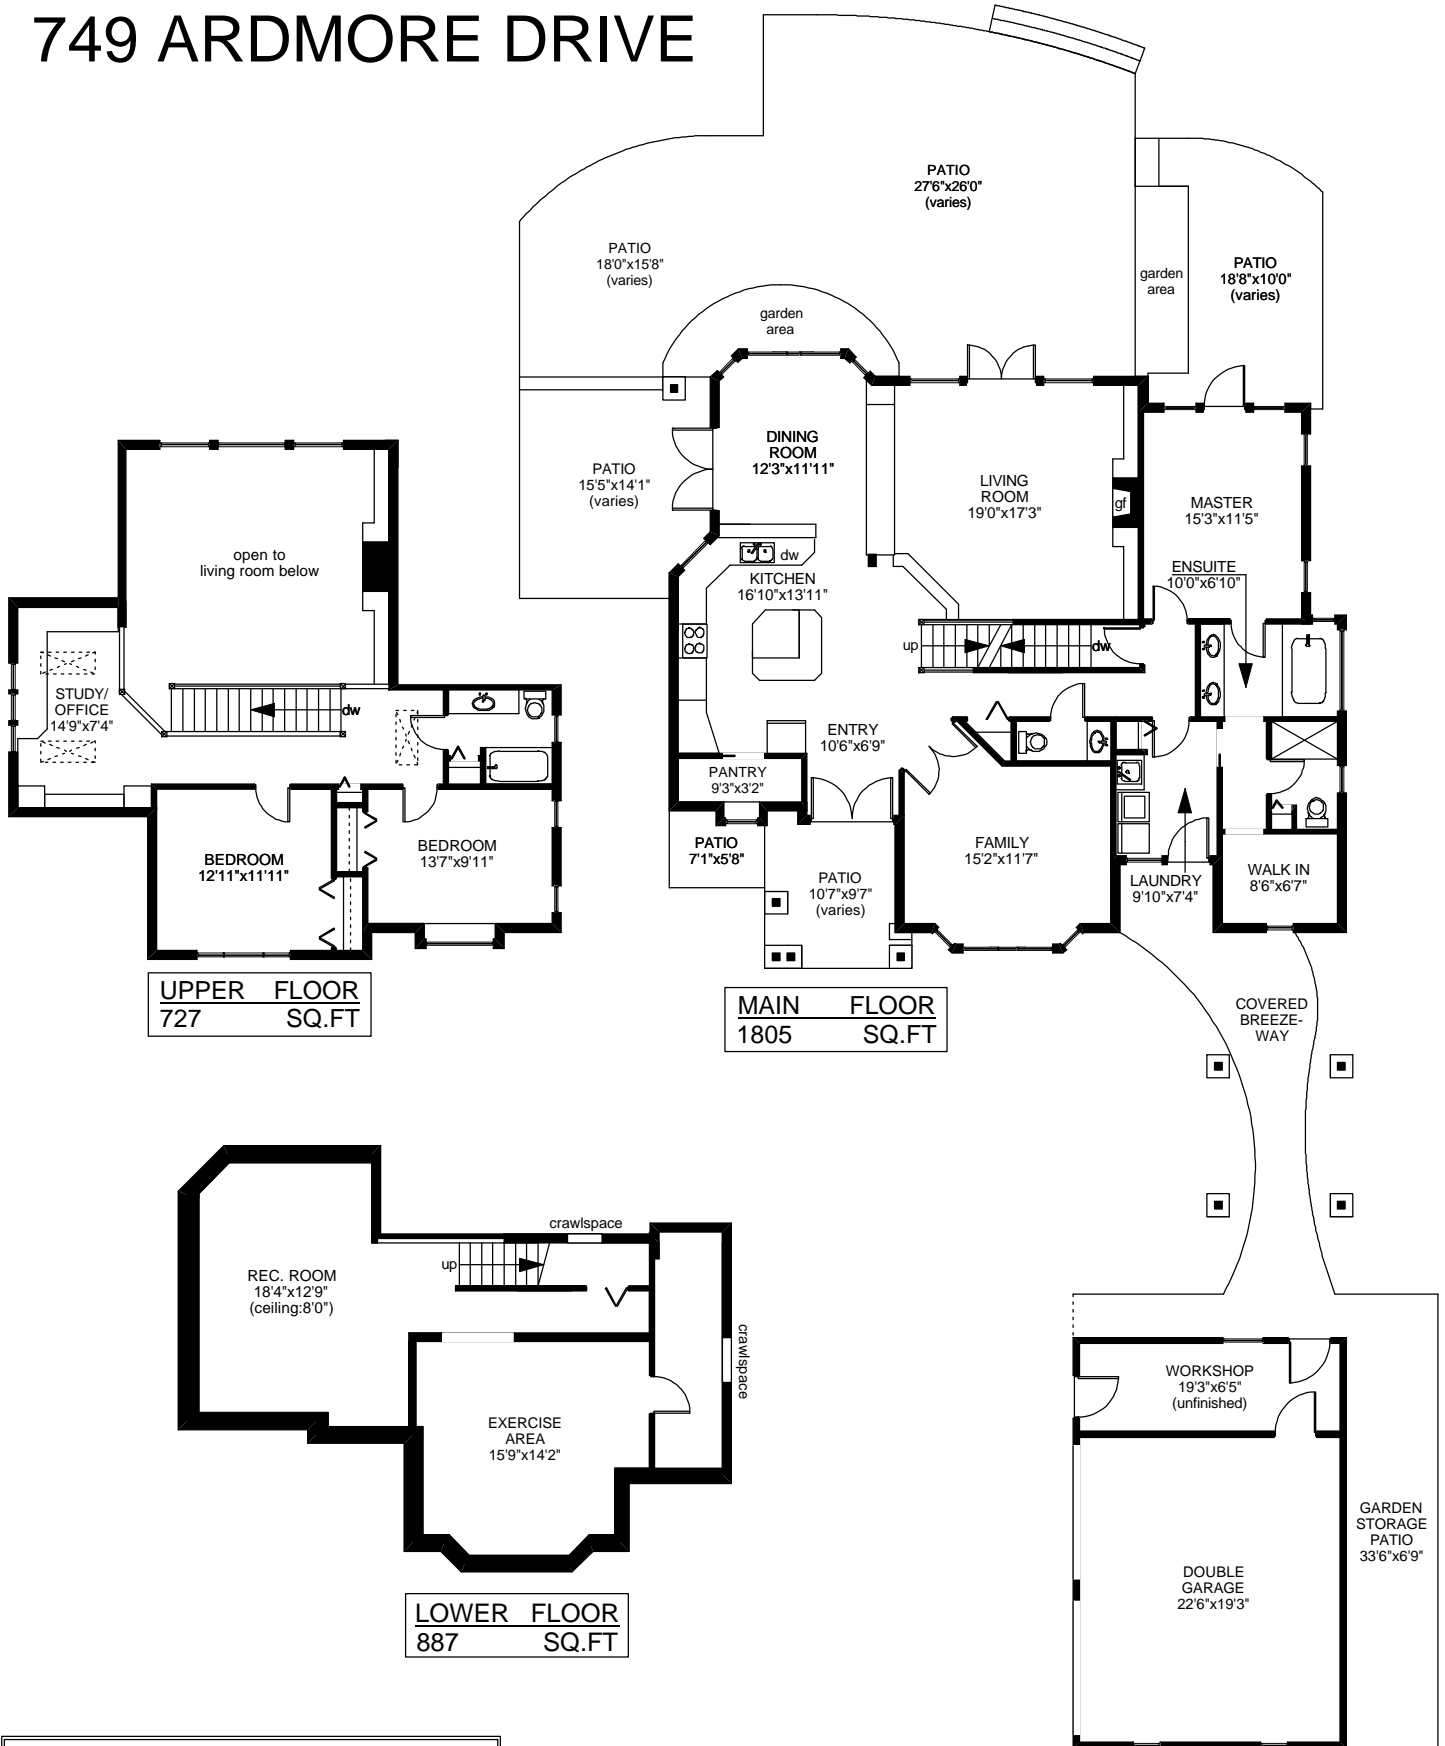 749 ARDMORE DRIVE
PATIO
27'6"x26'0"
(varies)
PATIO
18'0"x15'8"
(varies)
garden
area
PATIO
18'8"x10'0"
(varies)
garden
area
PATIO
15'5"x14'1"
(varies)
DINING
ROOM
12'3"x11'11"
LIVING
ROOM
19'0"x17'3"
gf
MASTER
15'3"x11'5"
ENSUITE
10'0"x6'10"
dw
KITCHEN
16'10"x13'11"
up
dw
ENTRY
10'6"x6'9"
PANTRY
9'3"x3'2"
PATIO
7'1"x5'8"
PATIO
10'7"x9'7"
(varies)
FAMILY
15'2"x11'7"
LAUNDRY
9'10"x7'4"
WALK IN
8'6"x6'7"
MAIN FLOOR
1805 SQ.FT
open to
living room below
STUDY/
OFFICE
14'9"x7'4"
dw
BEDROOM
12'11"x11'11"
BEDROOM
13'7"x9'11"
UPPER FLOOR
727 SQ.FT
COVERED
BREEZE-
WAY
crawlspace
up
REC. ROOM
18'4"x12'9"
(ceiling:8'0")
crawlspace
EXERCISE
AREA
15'9"x14'2"
LOWER FLOOR
887 SQ.FT
WORKSHOP
19'3"x6'5"
(unfinished)
GARDEN
STORAGE
PATIO
33'6"x6'9"
DOUBLE
GARAGE
22'6"x19'3"